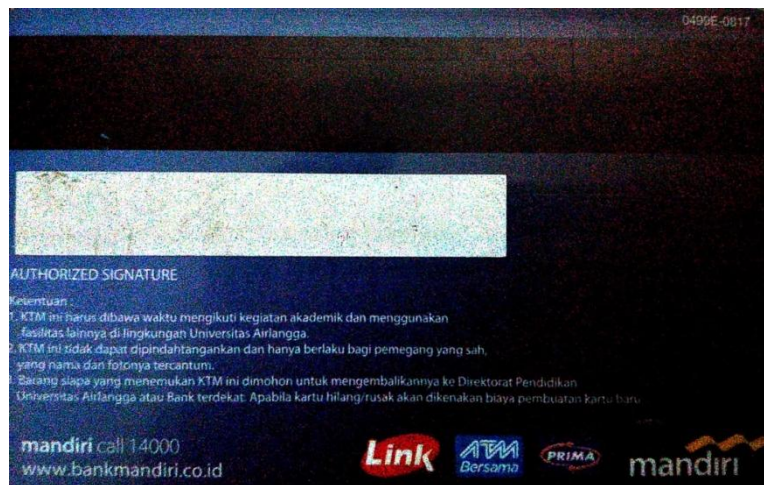 0499E-0817
AUTHORIZED SIGNATURE
Ketentuan :
1. KTM ini harus dibawa waktu mengikuti kegiatan akademik dan menggunakan
fasilitas lainnya di lingkungan Universitas Airlangga.
2. KTM ini tidak dapat dipindahtangankan dan hanya berlaku bagi pemegang yang sah,
yang nama dan fotonya tercantum.
3. Barang siapa yang menemukan KTM ini dimohon untuk mengembalikannya ke Direktorat Pendidikan
Universitas Airlangga atau Bank terdekat. Apabila kartu hilang/rusak akan dikenakan biaya pembuatan kartu baru
mandiri call 14000
www.bankmandiri.co.id
Link
ATM
Bersama
PRIMA
mandiri